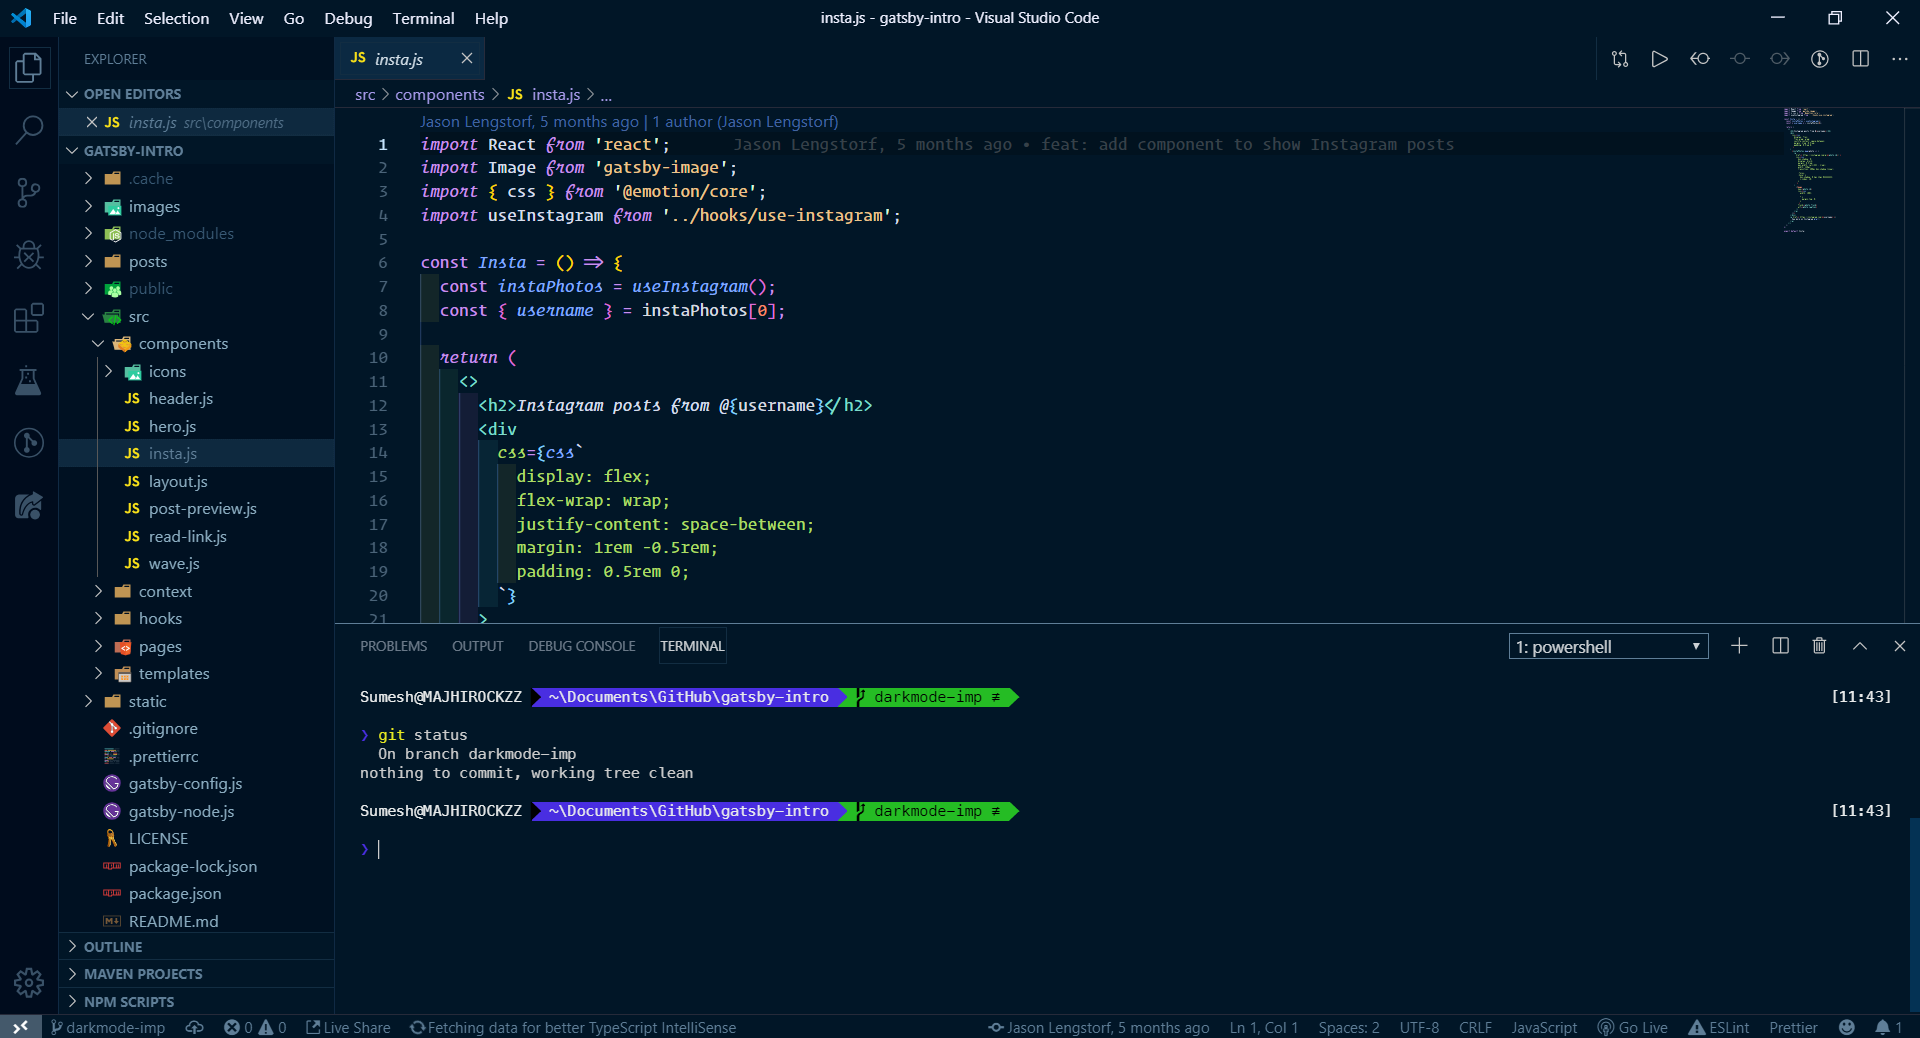 File Edit Selection View Go Debug Terminal Help
insta.js - gatsby-intro - Visual Studio Code
EXPLORER
OPEN EDITORS
JS insta.js src\components
GATSBY-INTRO
.cache
images
node_modules
posts
public
src
components
icons
JS header.js
JS hero.js
JS insta.js
JS layout.js
JS post-preview.js
JS read-link.js
JS wave.js
context
hooks
pages
templates
static
.gitignore
.prettierrc
gatsby-config.js
gatsby-node.js
LICENSE
package-lock.json
package.json
README.md
OUTLINE
MAVEN PROJECTS
NPM SCRIPTS
JS insta.js
src > components > JS insta.js > ...
Jason Lengstorf, 5 months ago | 1 author (Jason Lengstorf)
1 import React from 'react'; Jason Lengstorf, 5 months ago • feat: add component to show Instagram posts
2 import Image from 'gatsby-image';
3 import { css } from '@emotion/core';
4 import useInstagram from '../hooks/use-instagram';
5
6 const Insta = () => {
7 const instaPhotos = useInstagram();
8 const { username } = instaPhotos[0];
9
10 return (
11 <>
12 <h2>Instagram posts from @{username}</h2>
13 <div
14 css={css`
15 display: flex;
16 flex-wrap: wrap;
17 justify-content: space-between;
18 margin: 1rem -0.5rem;
19 padding: 0.5rem 0;
20 `}
21 >
PROBLEMS OUTPUT DEBUG CONSOLE TERMINAL
1: powershell
Sumesh@MAJHIROCKZZ ~\Documents\GitHub\gatsby-intro darkmode-imp ≢ [11:43]
❯ git status
On branch darkmode-imp
nothing to commit, working tree clean
Sumesh@MAJHIROCKZZ ~\Documents\GitHub\gatsby-intro darkmode-imp ≢ [11:43]
❯
darkmode-imp 0 0 Live Share Fetching data for better TypeScript IntelliSense Jason Lengstorf, 5 months ago Ln 1, Col 1 Spaces: 2 UTF-8 CRLF JavaScript Go Live ESLint Prettier 1